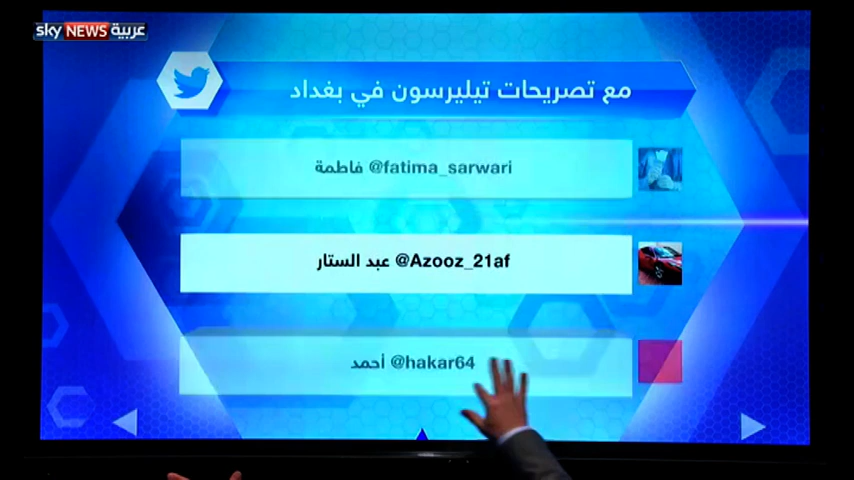 sky NEWS عربية
مع تصريحات تيليرسون في بغداد
فاطمة @fatima_sarwari
عبد الستار @Azooz_21af
أحمد @hakar64